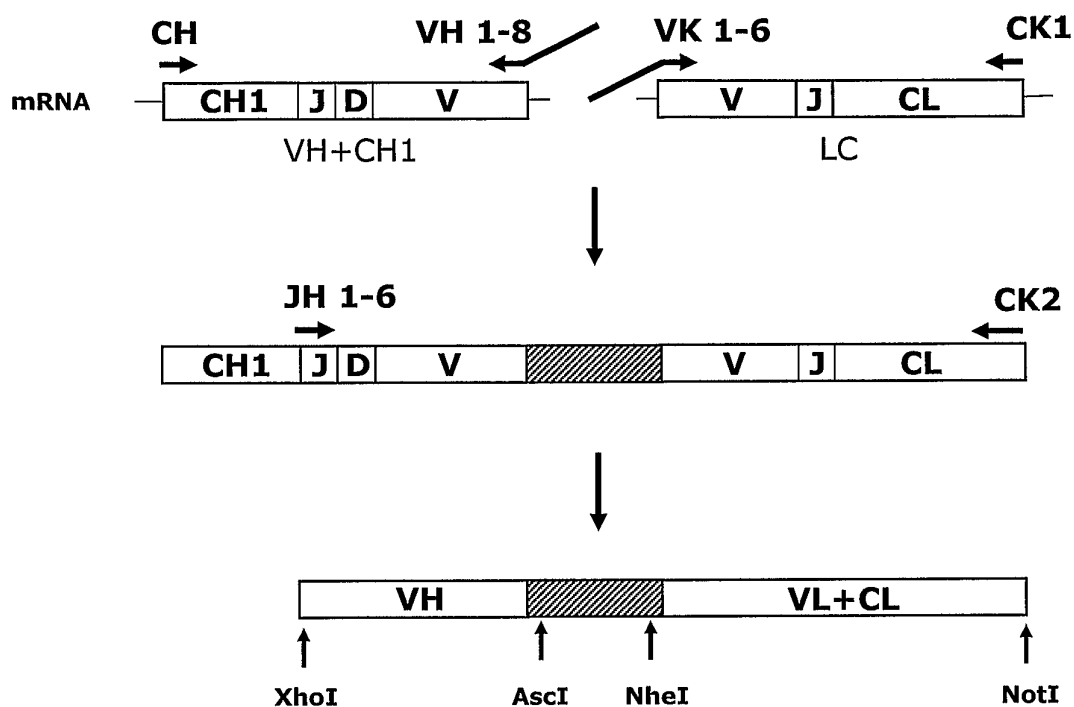 CH VH 1-8 VK 1-6 CK1
mRNA CH1 J D V V J CL
VH+CH1 LC
JH 1-6 CK2
CH1 J D V V J CL
VH VL+CL
XhoI AscI NheI NotI